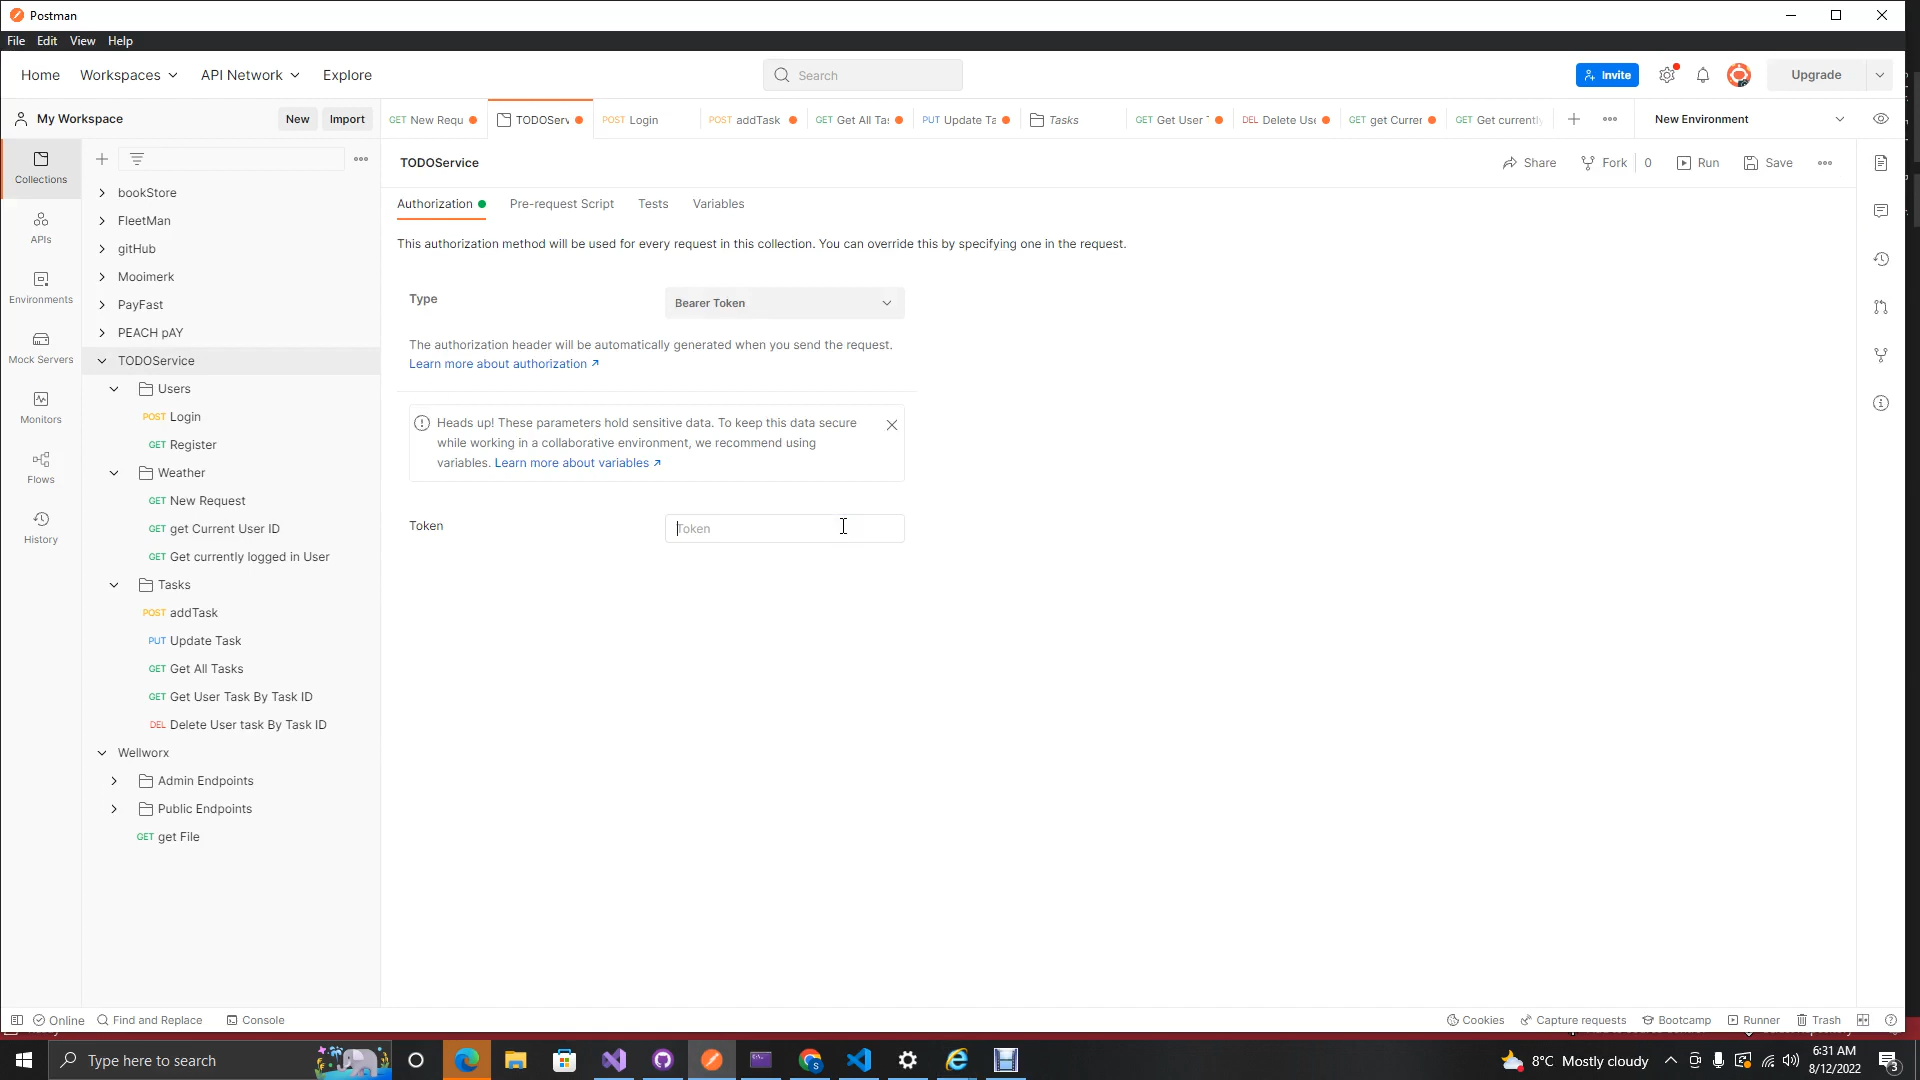 Postman
File Edit View Help
Home Workspaces API Network Explore Search Invite Upgrade
My Workspace New Import
GET New Requ TODOServ POST Login POST addTask GET Get All Tas PUT Update Ta Tasks GET Get User DEL Delete Use GET get Curren GET Get currently New Environment
TODOService Share Fork 0 Run Save
Authorization Pre-request Script Tests Variables
This authorization method will be used for every request in this collection. You can override this by specifying one in the request.
Type Bearer Token
The authorization header will be automatically generated when you send the request.
Learn more about authorization ↗
Heads up! These parameters hold sensitive data. To keep this data secure
while working in a collaborative environment, we recommend using
variables. Learn more about variables ↗
Token Token
Collections
APIs
Environments
Mock Servers
Monitors
Flows
History
bookStore
FleetMan
gitHub
Mooimerk
PayFast
PEACH pAY
TODOService
Users
POST Login
GET Register
Weather
GET New Request
GET get Current User ID
GET Get currently logged in User
Tasks
POST addTask
PUT Update Task
GET Get All Tasks
GET Get User Task By Task ID
DEL Delete User task By Task ID
Wellworx
Admin Endpoints
Public Endpoints
GET get File
Online Find and Replace Console Cookies Capture requests Bootcamp Runner Trash
Type here to search 8°C Mostly cloudy 6:31 AM
8/12/2022 3